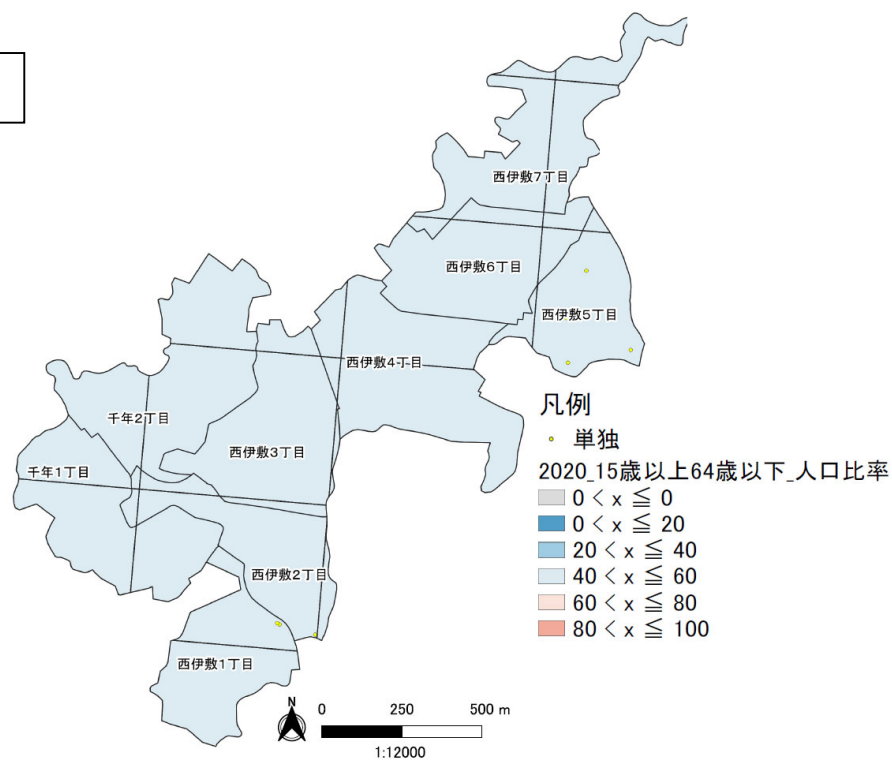 西伊敷7丁目
西伊敷6丁目
西伊敷5丁目
西伊敷4丁目
千年2丁目
西伊敷3丁目
千年1丁目
西伊敷2丁目
西伊敷1丁目
凡例
単独
2020_15歳以上64歳以下_人口比率
0 < x ≦ 0
0 < x ≦ 20
20 < x ≦ 40
40 < x ≦ 60
60 < x ≦ 80
80 < x ≦ 100
N
0 250 500 m
1:12000